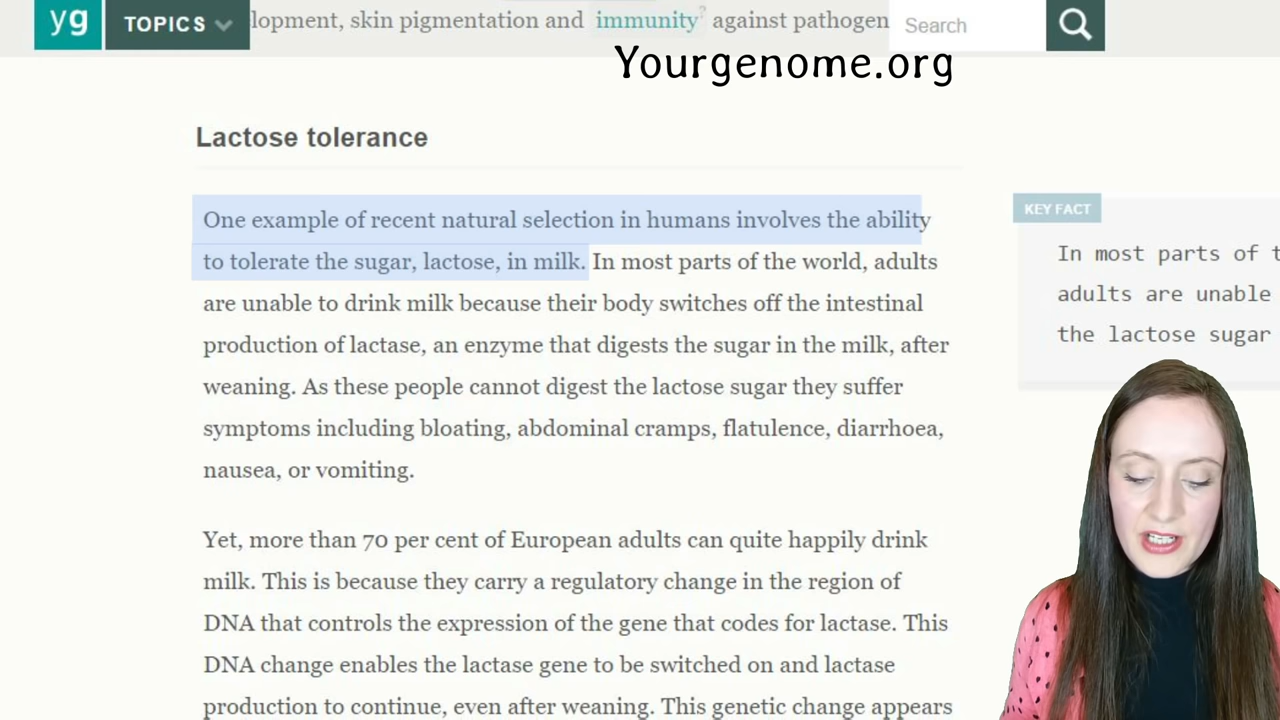 yg
TOPICS
lopment, skin pigmentation and immunity? against pathogen
Search
Yourgenome.org
Lactose tolerance
One example of recent natural selection in humans involves the ability
to tolerate the sugar, lactose, in milk. In most parts of the world, adults
are unable to drink milk because their body switches off the intestinal
production of lactase, an enzyme that digests the sugar in the milk, after
weaning. As these people cannot digest the lactose sugar they suffer
symptoms including bloating, abdominal cramps, flatulence, diarrhoea,
nausea, or vomiting.
Yet, more than 70 per cent of European adults can quite happily drink
milk. This is because they carry a regulatory change in the region of
DNA that controls the expression of the gene that codes for lactase. This
DNA change enables the lactase gene to be switched on and lactase
production to continue, even after weaning. This genetic change appears
KEY FACT
In most parts of t
adults are unable
the lactose sugar